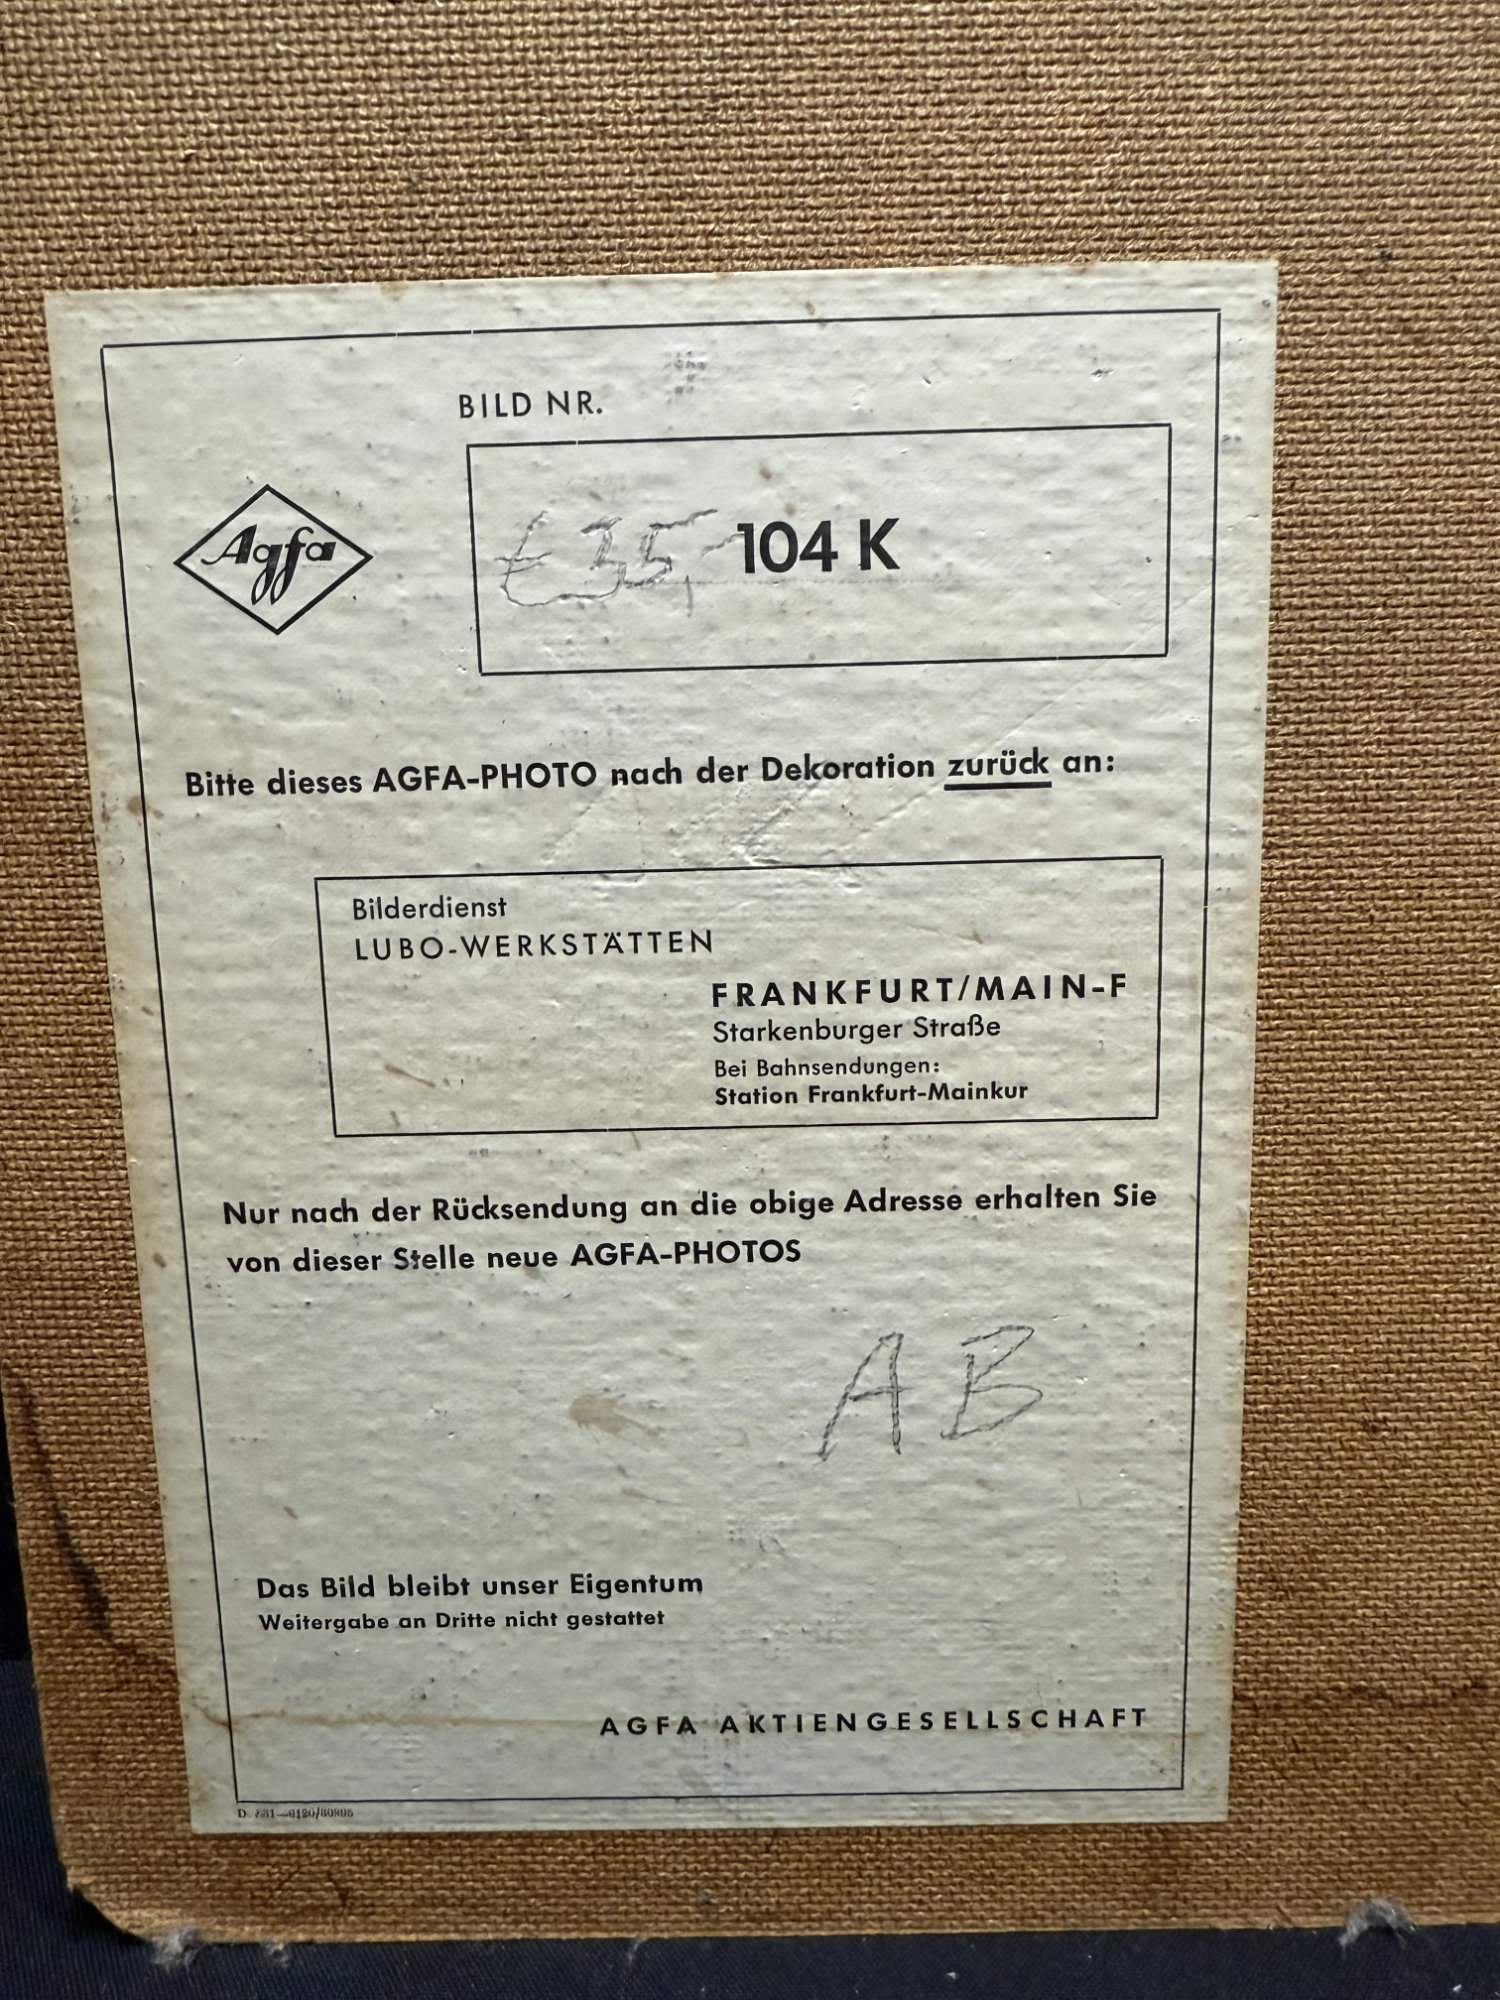 BILD NR.
Agfa
35,- 104 K
Bitte dieses AGFA-PHOTO nach der Dekoration zurück an:
Bilderdienst
LUBO-WERKSTÄTTEN
FRANKFURT/MAIN-F
Starkenburger Straße
Bei Bahnsendungen:
Station Frankfurt-Mainkur
Nur nach der Rücksendung an die obige Adresse erhalten Sie
von dieser Stelle neue AGFA-PHOTOS
AB
Das Bild bleibt unser Eigentum
Weitergabe an Dritte nicht gestattet
AGFA AKTIENGESELLSCHAFT